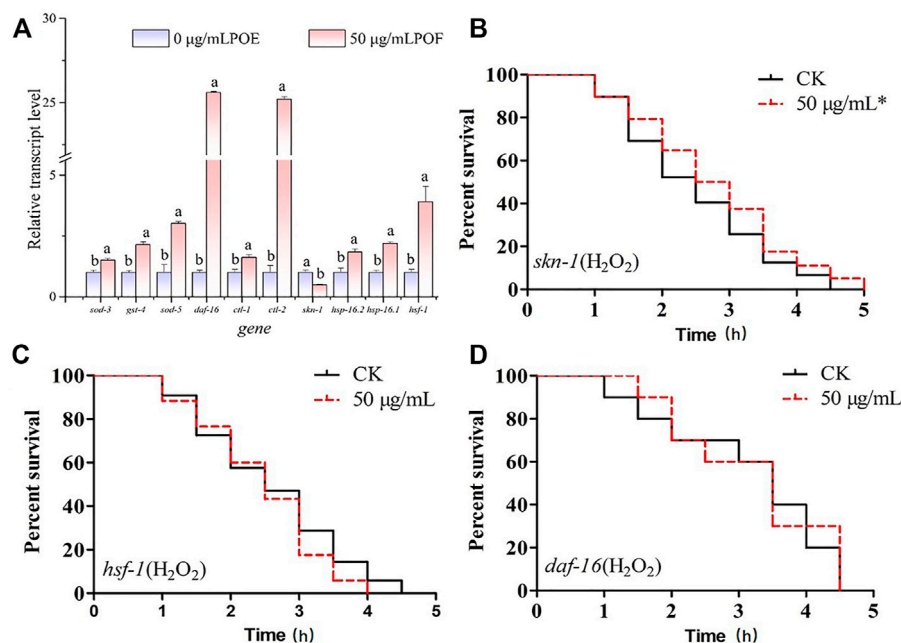 A
0 μg/mLPOE
50 μg/mLPOF
Relative transcript level
30
25
5
0
b a b a b a b a b a b a a b b a b a b a
sod-3 gst-4 sod-5 daf-16 ctl-1 ctl-2 skn-1 hsp-16.2 hsp-16.1 hsf-1
gene
B
CK
50 μg/mL*
Percent survival
100
80
60
40
20
0
skn-1(H₂O₂)
0 1 2 3 4 5
Time (h)
C
CK
50 μg/mL
Percent survival
100
80
60
40
20
0
hsf-1(H₂O₂)
0 1 2 3 4 5
Time (h)
D
CK
50 μg/mL
Percent survival
100
80
60
40
20
0
daf-16(H₂O₂)
0 1 2 3 4 5
Time (h)